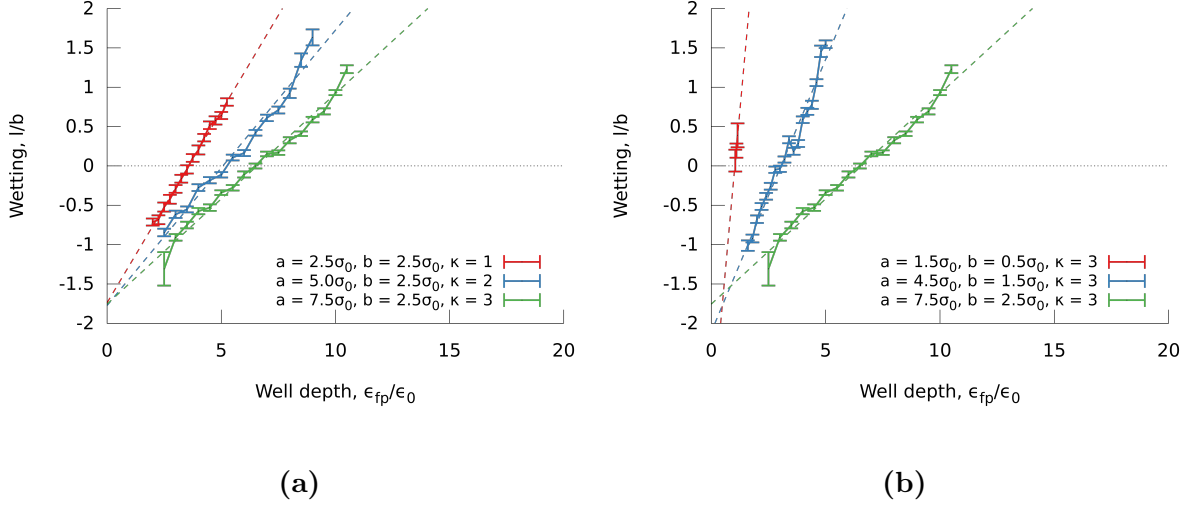 2
1.5
1
0.5
0
-0.5
-1
-1.5
-2
Wetting, l/b
a = 2.5σ₀, b = 2.5σ₀, κ = 1
a = 5.0σ₀, b = 2.5σ₀, κ = 2
a = 7.5σ₀, b = 2.5σ₀, κ = 3
0 5 10 15 20
Well depth, ϵfp/ϵ₀
(a)
2
1.5
1
0.5
0
-0.5
-1
-1.5
-2
Wetting, l/b
a = 1.5σ₀, b = 0.5σ₀, κ = 3
a = 4.5σ₀, b = 1.5σ₀, κ = 3
a = 7.5σ₀, b = 2.5σ₀, κ = 3
0 5 10 15 20
Well depth, ϵfp/ϵ₀
(b)